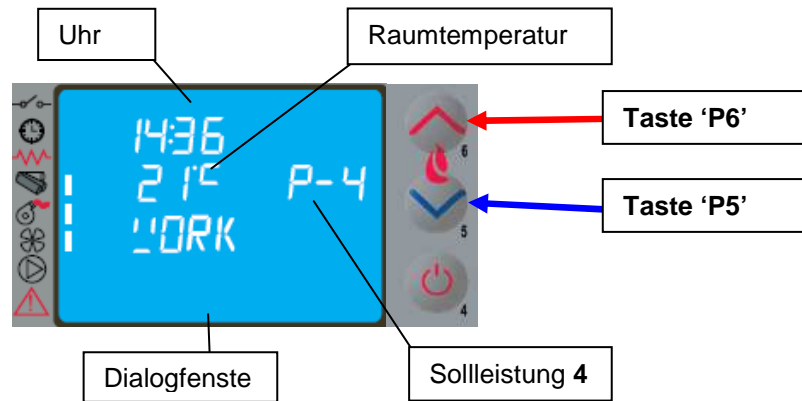 Uhr
Raumtemperatur
14:36
21°C P-4
WORK
6
5
4
Taste ‘P6’
Taste ‘P5’
Dialogfenste
Sollleistung 4